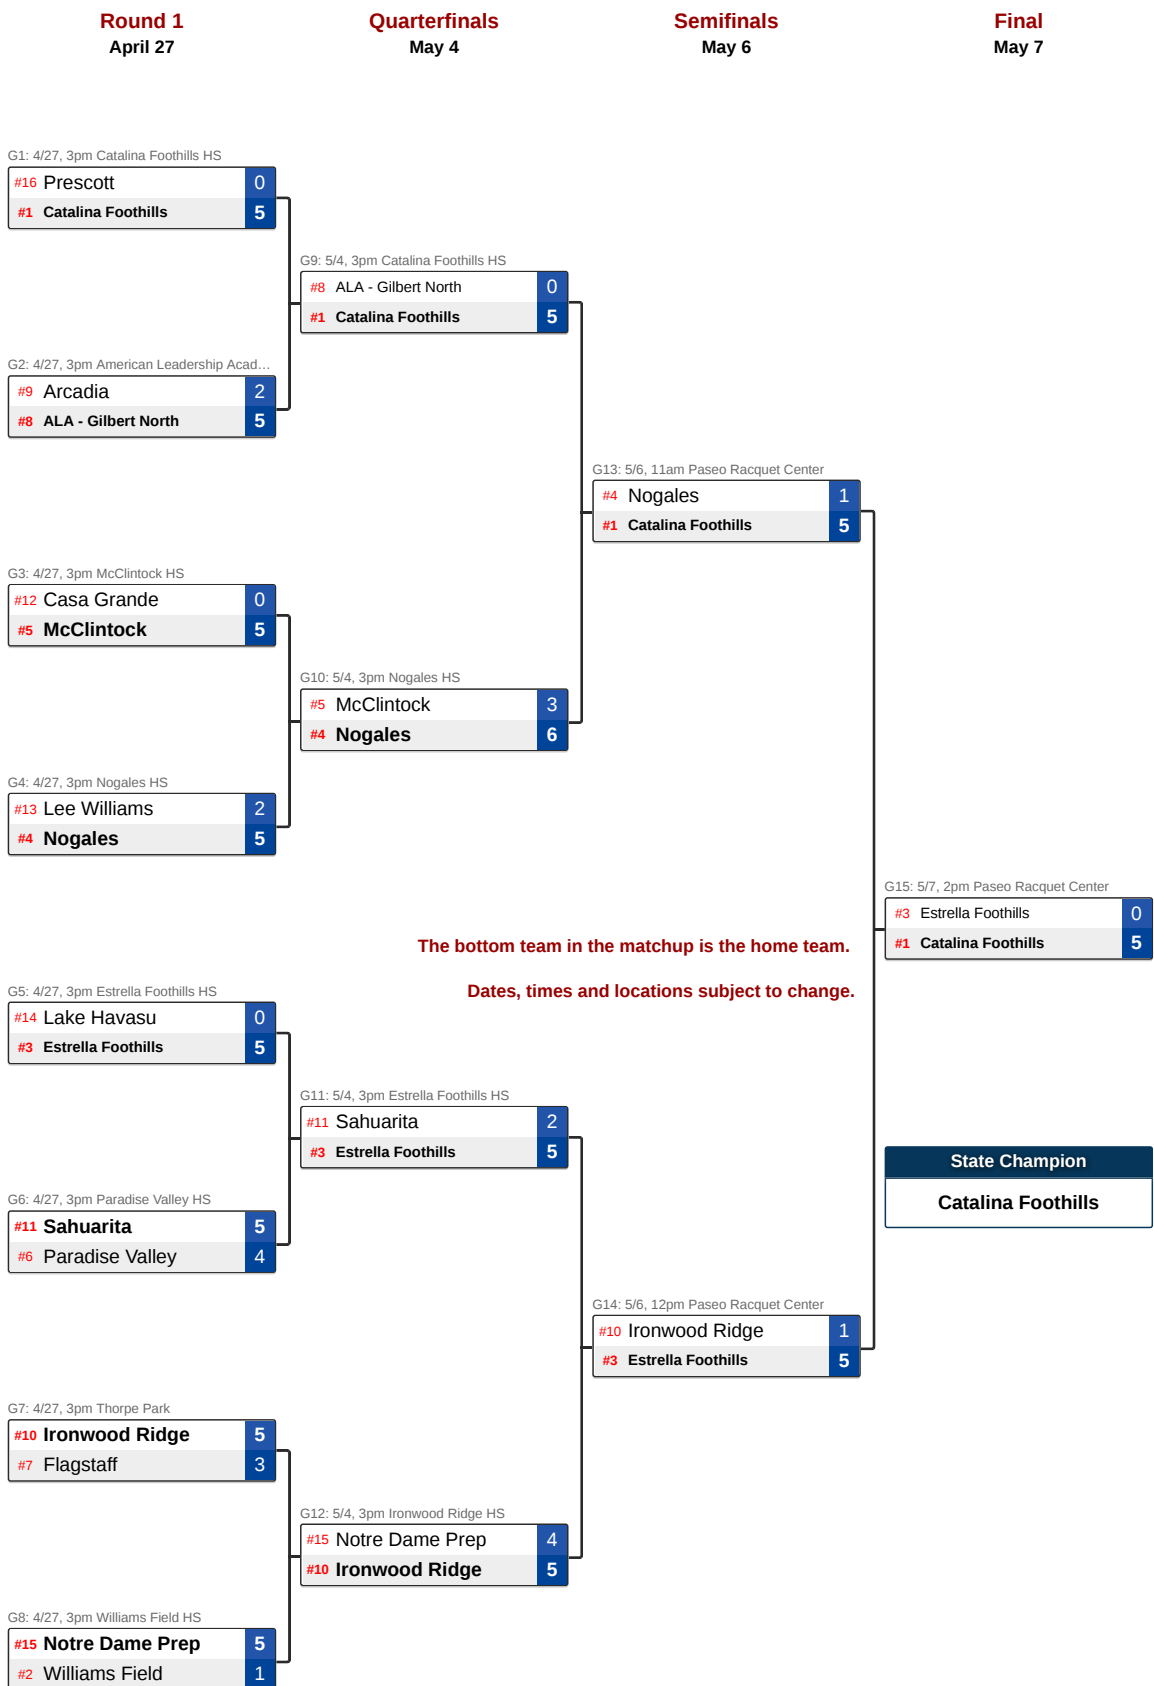 Round 1
April 27
Quarterfinals
May 4
Semifinals
May 6
Final
May 7
G1: 4/27, 3pm Catalina Foothills HS
#16 Prescott 0
#1 Catalina Foothills 5
G2: 4/27, 3pm American Leadership Acad…
#9 Arcadia 2
#8 ALA - Gilbert North 5
G3: 4/27, 3pm McClintock HS
#12 Casa Grande 0
#5 McClintock 5
G4: 4/27, 3pm Nogales HS
#13 Lee Williams 2
#4 Nogales 5
G5: 4/27, 3pm Estrella Foothills HS
#14 Lake Havasu 0
#3 Estrella Foothills 5
G6: 4/27, 3pm Paradise Valley HS
#11 Sahuarita 5
#6 Paradise Valley 4
G7: 4/27, 3pm Thorpe Park
#10 Ironwood Ridge 5
#7 Flagstaff 3
G8: 4/27, 3pm Williams Field HS
#15 Notre Dame Prep 5
#2 Williams Field 1
G9: 5/4, 3pm Catalina Foothills HS
#8 ALA - Gilbert North 0
#1 Catalina Foothills 5
G10: 5/4, 3pm Nogales HS
#5 McClintock 3
#4 Nogales 6
G11: 5/4, 3pm Estrella Foothills HS
#11 Sahuarita 2
#3 Estrella Foothills 5
G12: 5/4, 3pm Ironwood Ridge HS
#15 Notre Dame Prep 4
#10 Ironwood Ridge 5
G13: 5/6, 11am Paseo Racquet Center
#4 Nogales 1
#1 Catalina Foothills 5
G14: 5/6, 12pm Paseo Racquet Center
#10 Ironwood Ridge 1
#3 Estrella Foothills 5
G15: 5/7, 2pm Paseo Racquet Center
#3 Estrella Foothills 0
#1 Catalina Foothills 5
The bottom team in the matchup is the home team.
Dates, times and locations subject to change.
State Champion
Catalina Foothills